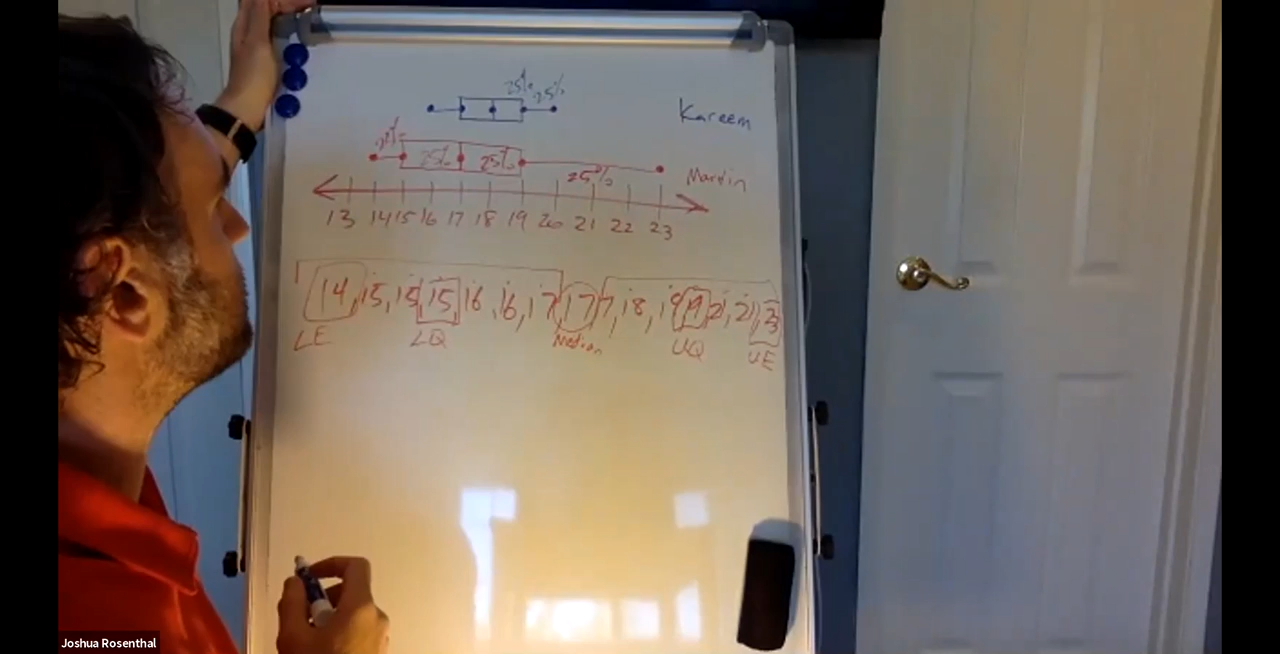 25% 25%
Kareem
25% 25% 25%
Martin
13 14 15 16 17 18 19 20 21 22 23
14, 15, 15, 15, 16, 16, 17, 17, 17, 18, 19, 19, 21, 21, 23
LE LQ Median UQ UE
Joshua Rosenthal